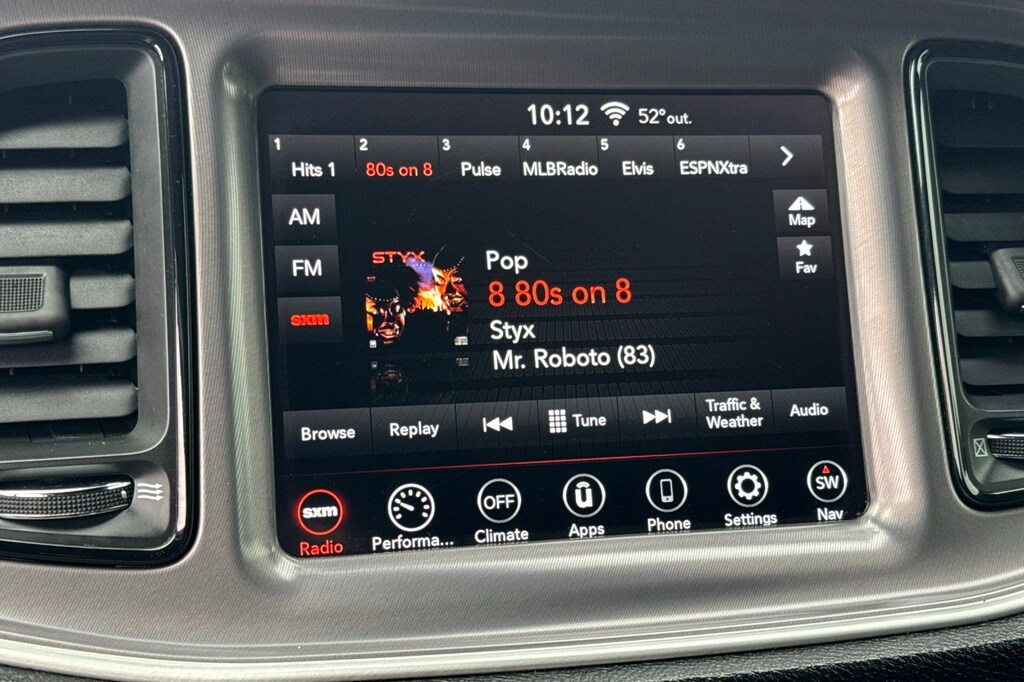 10:12 52° out.
1 2 3 4 5 6
Hits 1 80s on 8 Pulse MLBRadio Elvis ESPNXtra
AM
FM
sxm
Map
Fav
STYX
Pop
8 80s on 8
Styx
Mr. Roboto (83)
Browse Replay Tune Traffic & Weather Audio
sxm OFF ū SW
Radio Performa... Climate Apps Phone Settings Nav